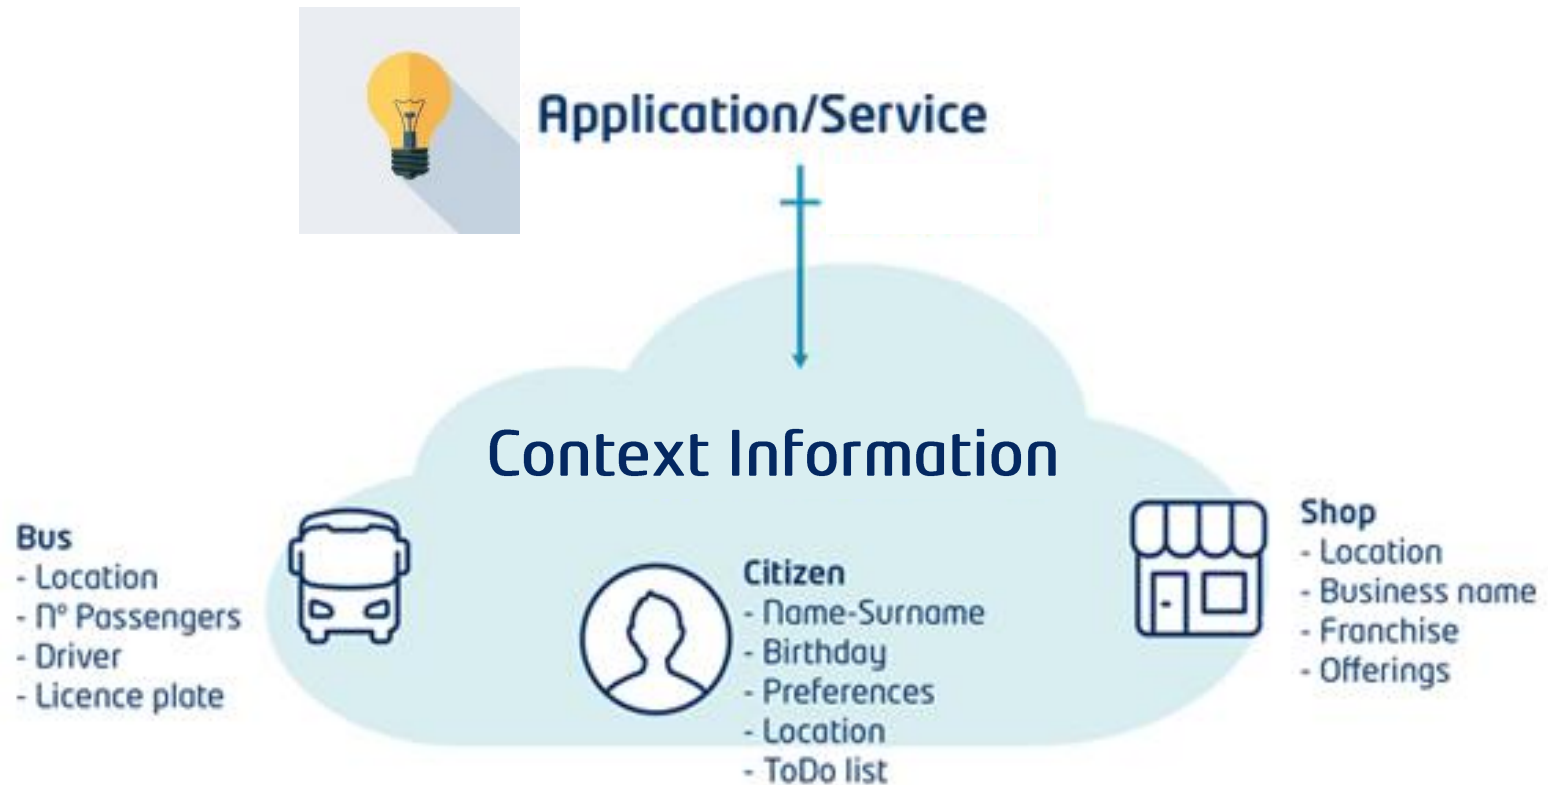 Application/Service
Context Information
Bus
- Location
- Nº Passengers
- Driver
- Licence plate
Citizen
- Name-Surname
- Birthday
- Preferences
- Location
- ToDo list
Shop
- Location
- Business name
- Franchise
- Offerings